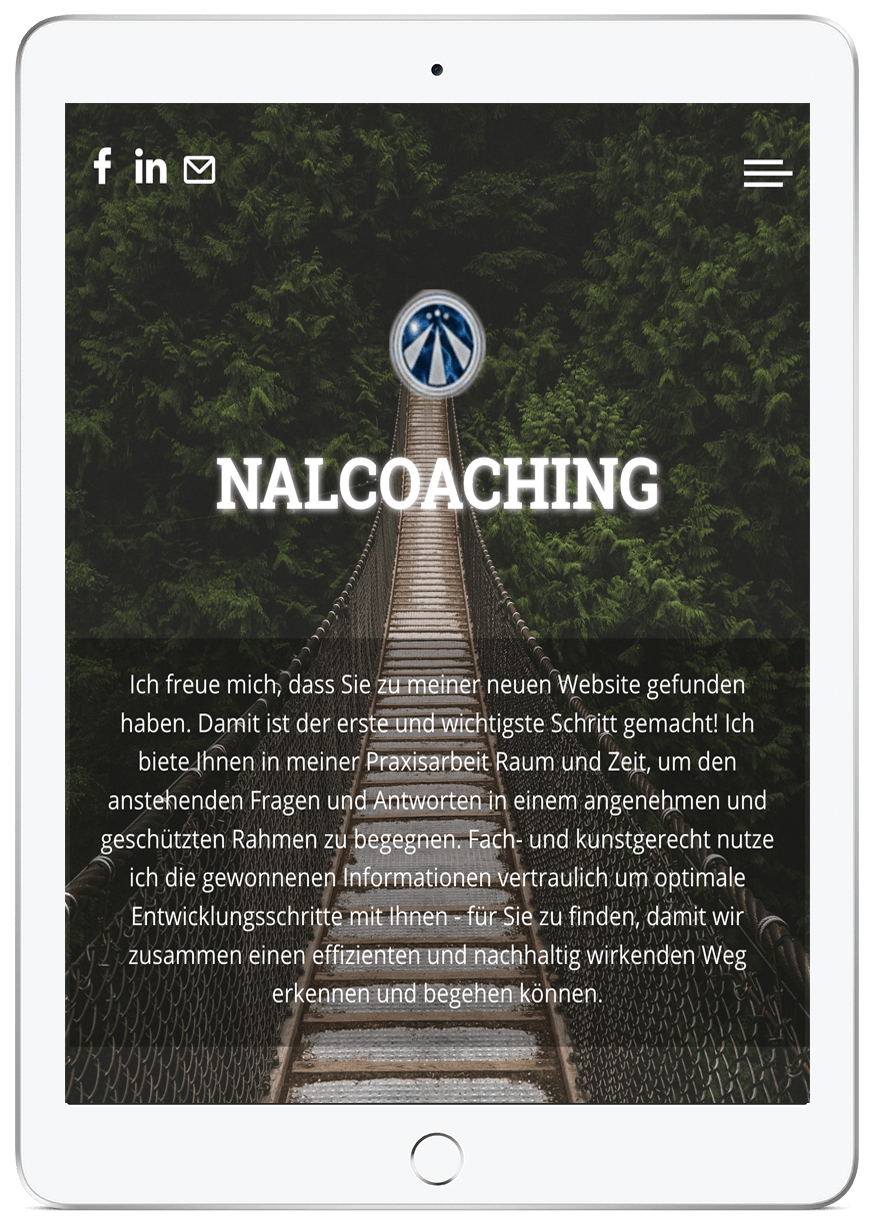 f in
NALCOACHING
Ich freue mich, dass Sie zu meiner neuen Website gefunden
haben. Damit ist der erste und wichtigste Schritt gemacht! Ich
biete Ihnen in meiner Praxisarbeit Raum und Zeit, um den
anstehenden Fragen und Antworten in einem angenehmen und
geschützten Rahmen zu begegnen. Fach- und kunstgerecht nutze
ich die gewonnenen Informationen vertraulich um optimale
Entwicklungsschritte mit Ihnen - für Sie zu finden, damit wir
zusammen einen effizienten und nachhaltig wirkenden Weg
erkennen und begehen können.